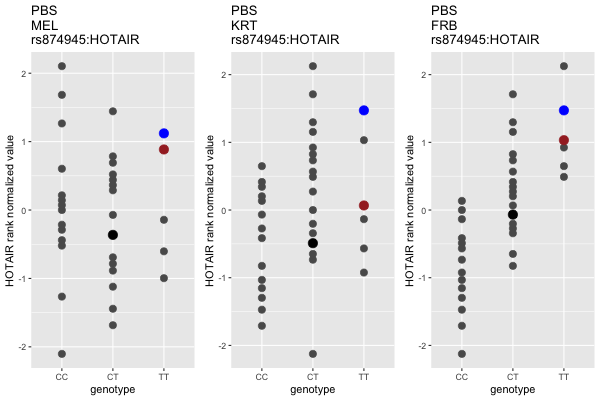 PBS
MEL
rs874945:HOTAIR
HOTAIR rank normalized value
2
1
0
-1
-2
CC
CT
TT
genotype
PBS
KRT
rs874945:HOTAIR
HOTAIR rank normalized value
2
1
0
-1
-2
CC
CT
TT
genotype
PBS
FRB
rs874945:HOTAIR
HOTAIR rank normalized value
2
1
0
-1
-2
CC
CT
TT
genotype